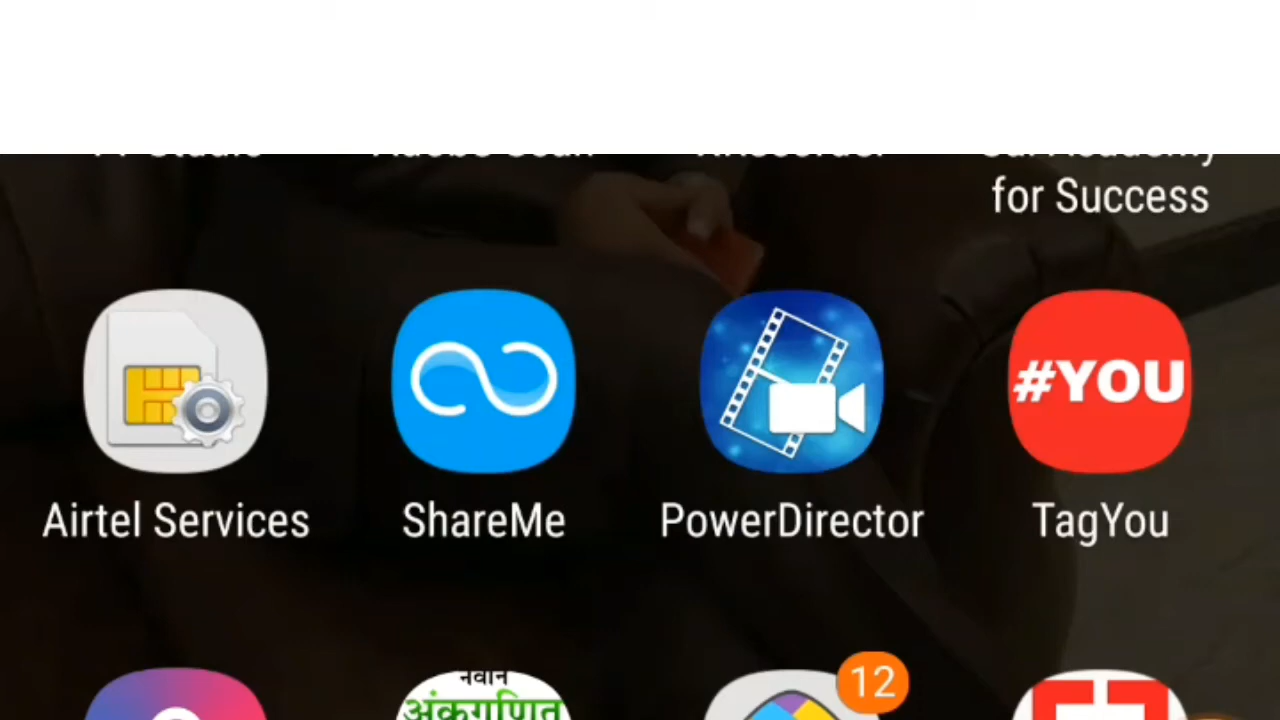 for Success
#YOU
Airtel Services
ShareMe
PowerDirector
TagYou
12
नवीन
अंकगणित